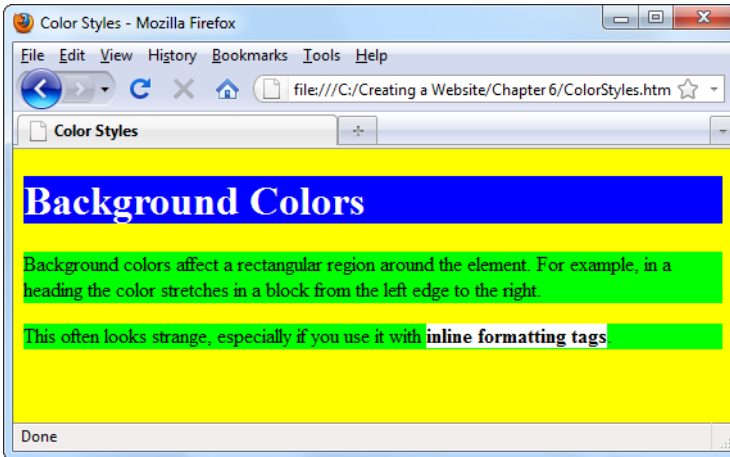 Color Styles - Mozilla Firefox
File Edit View History Bookmarks Tools Help
file:///C:/Creating a Website/Chapter 6/ColorStyles.htm
Color Styles
Background Colors
Background colors affect a rectangular region around the element. For example, in a
heading the color stretches in a block from the left edge to the right.
This often looks strange, especially if you use it with inline formatting tags.
Done